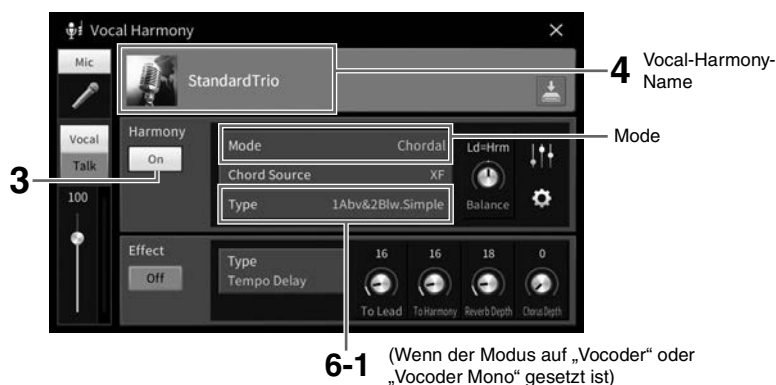 Vocal Harmony
Mic
StandardTrio
4 Vocal-Harmony-
Name
Vocal
Talk
Harmony
On
Mode Chordal
Mode
Chord Source XF
Type 1Abv&2Blw.Simple
Ld=Hrm
Balance
3
100
Effect
Off
Type
Tempo Delay
16 16 18 0
To Lead To Harmony Reverb Depth Chorus Depth
6-1 (Wenn der Modus auf „Vocoder“ oder
„Vocoder Mono“ gesetzt ist)